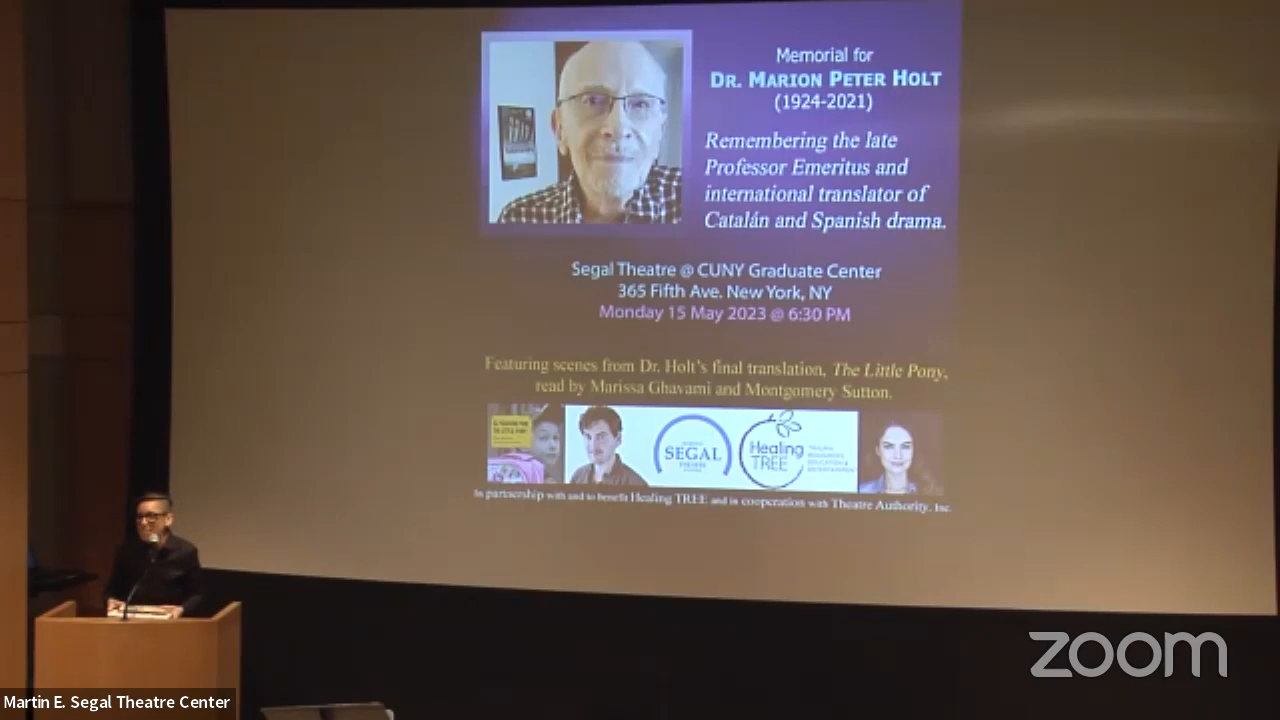 Memorial for
DR. MARION PETER HOLT
(1924-2021)
Remembering the late
Professor Emeritus and
international translator of
Catalán and Spanish drama.
Segal Theatre @ CUNY Graduate Center
365 Fifth Ave. New York, NY
Monday 15 May 2023 @ 6:30 PM
Featuring scenes from Dr. Holt's final translation, The Little Pony,
read by Marissa Ghavami and Montgomery Sutton.
SEGAL
THEATRE
Healing
TREE
In partnership with and to benefit Healing TREE and in cooperation with Theatre Authority, Inc.
zoom
Martin E. Segal Theatre Center